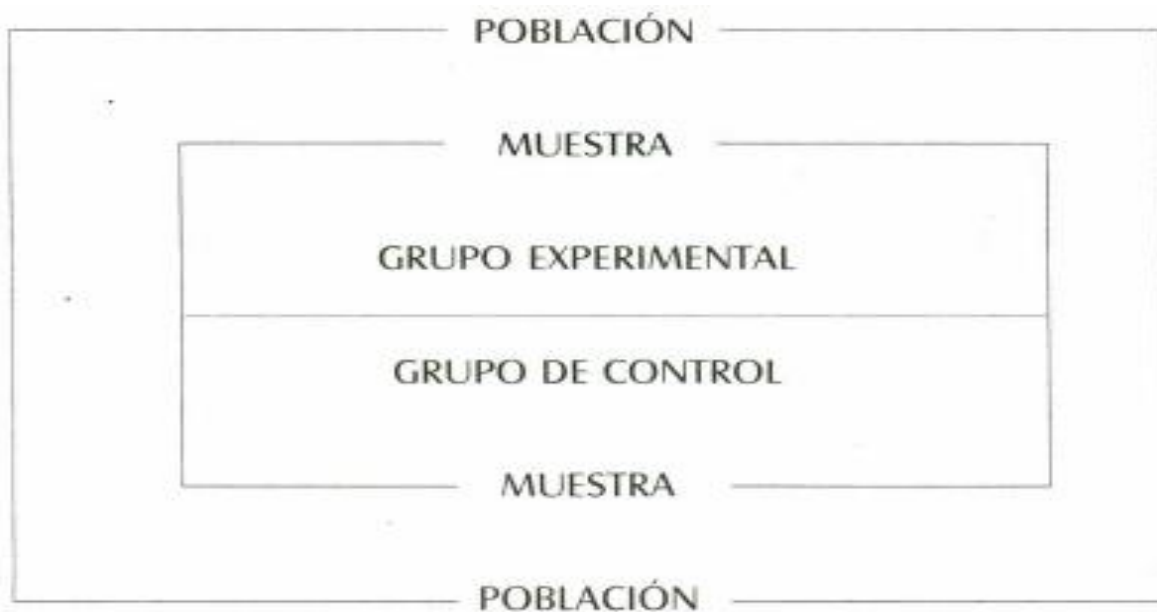 POBLACIÓN
MUESTRA
GRUPO EXPERIMENTAL
GRUPO DE CONTROL
MUESTRA
POBLACIÓN